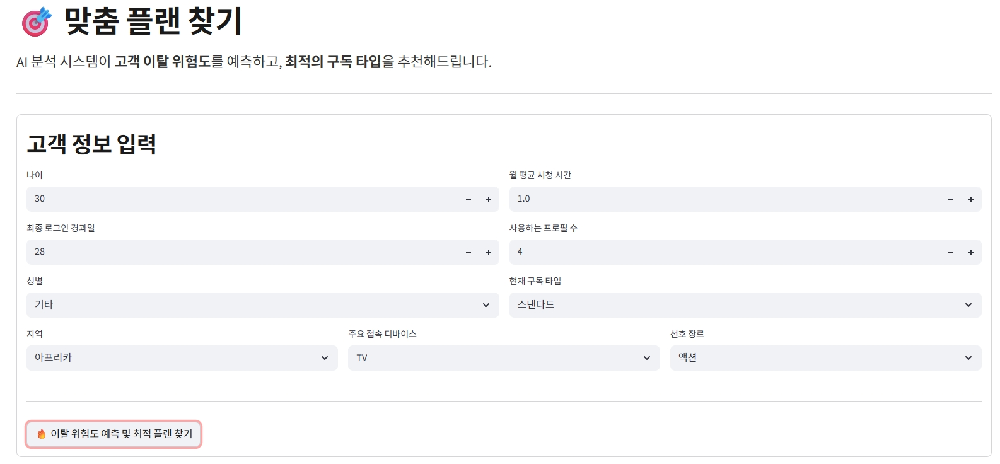 맞춤 플랜 찾기
AI 분석 시스템이 고객 이탈 위험도를 예측하고, 최적의 구독 타입을 추천해드립니다.
고객 정보 입력
나이
월 평균 시청 시간
30
1.0
최종 로그인 경과일
사용하는 프로필 수
28
4
성별
현재 구독 타입
기타
스탠다드
지역
주요 접속 디바이스
선호 장르
아프리카
TV
액션
이탈 위험도 예측 및 최적 플랜 찾기